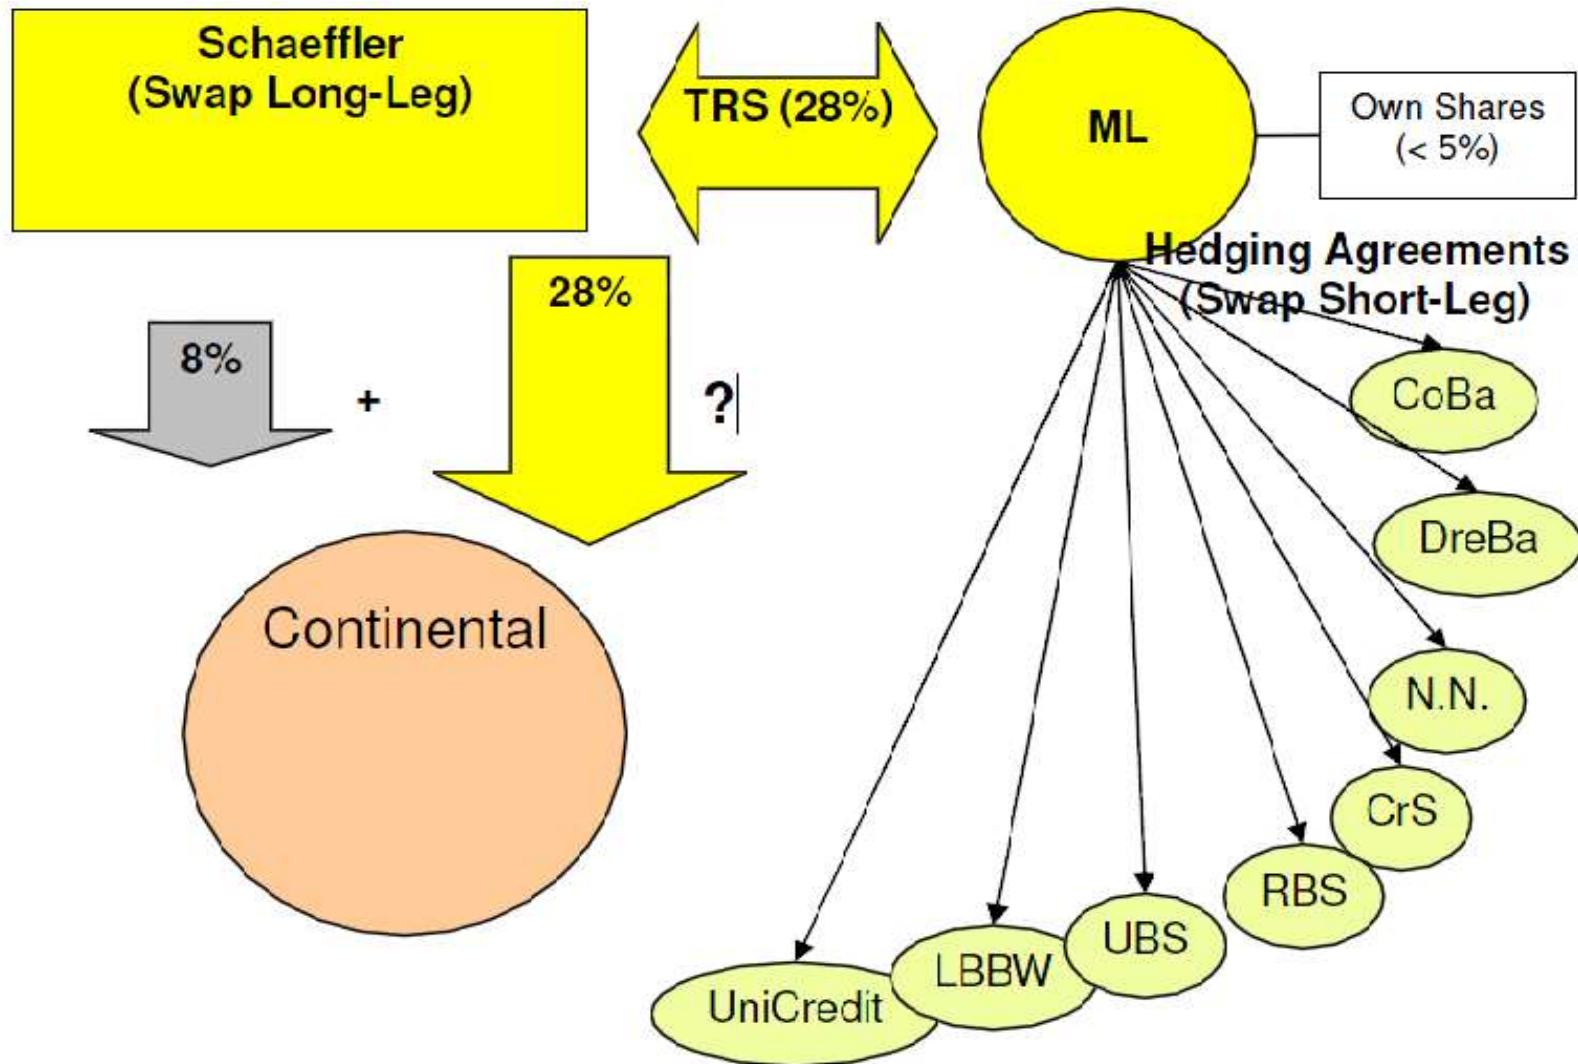 Schaeffler
(Swap Long-Leg)
TRS (28%)
ML
Own Shares
(< 5%)
Hedging Agreements
(Swap Short-Leg)
28%
8%
+
?
CoBa
DreBa
Continental
N.N.
CrS
RBS
UBS
LBBW
UniCredit